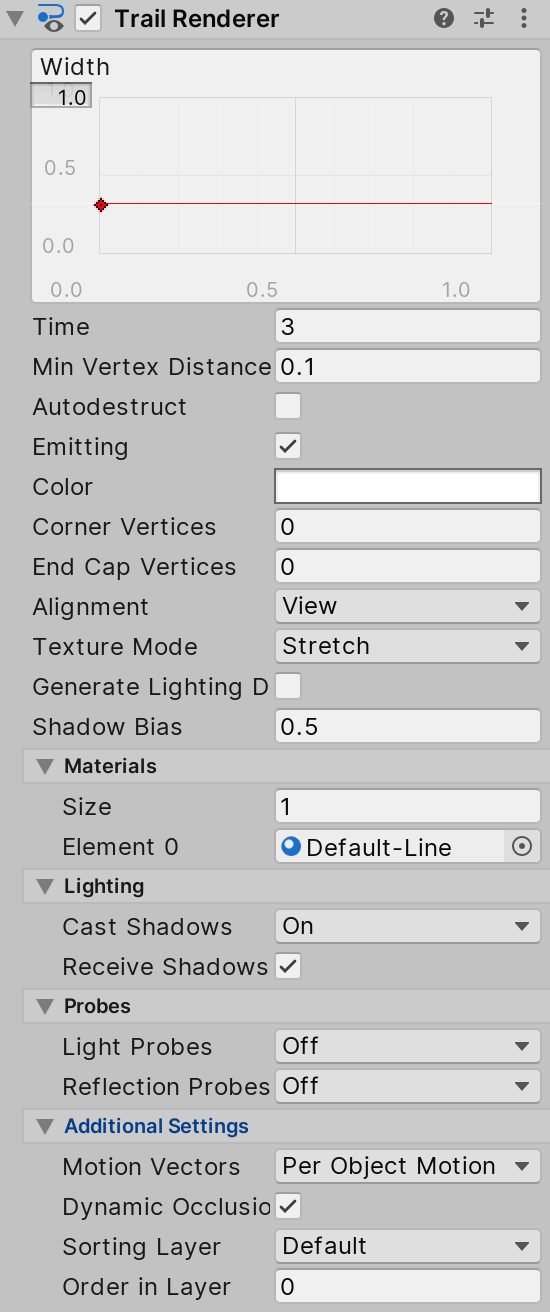 Trail Renderer
Width
1.0
0.5
0.0
0.0 0.5 1.0
Time 3
Min Vertex Distance 0.1
Autodestruct
Emitting
Color
Corner Vertices 0
End Cap Vertices 0
Alignment View
Texture Mode Stretch
Generate Lighting D
Shadow Bias 0.5
Materials
Size 1
Element 0 Default-Line
Lighting
Cast Shadows On
Receive Shadows
Probes
Light Probes Off
Reflection Probes Off
Additional Settings
Motion Vectors Per Object Motion
Dynamic Occlusio
Sorting Layer Default
Order in Layer 0